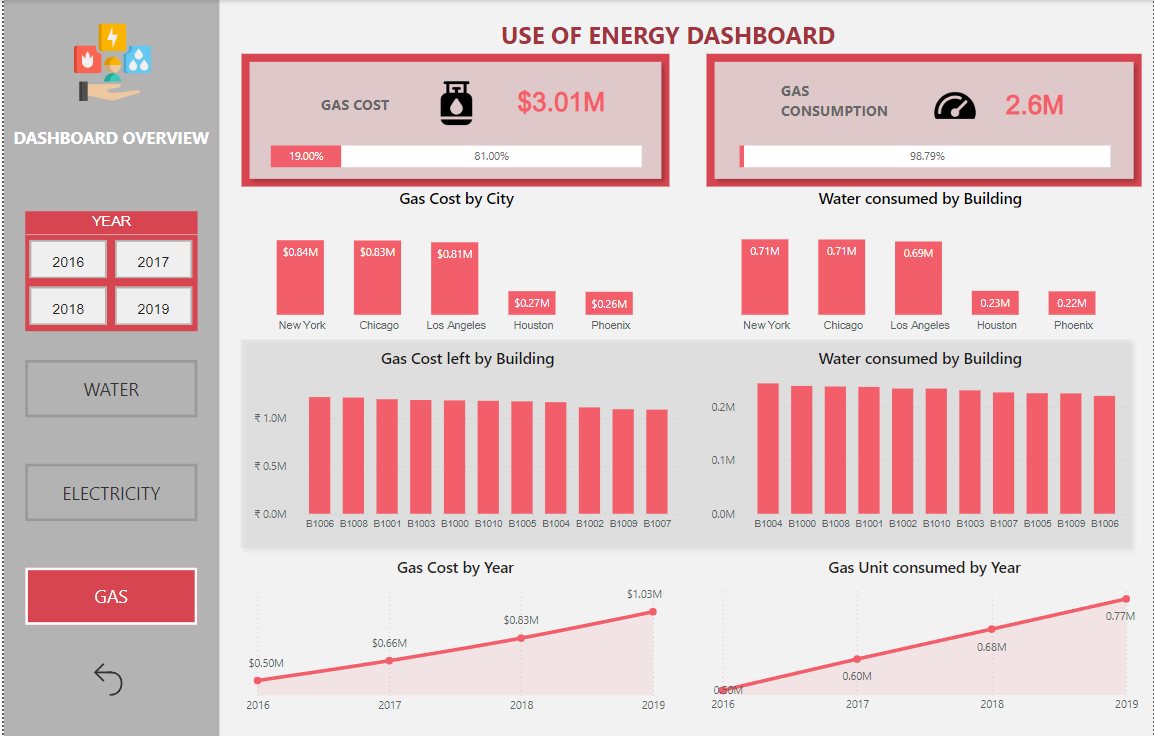 USE OF ENERGY DASHBOARD
DASHBOARD OVERVIEW
YEAR
2016 2017
2018 2019
WATER
ELECTRICITY
GAS
GAS COST
$3.01M
19.00% 81.00%
GAS
CONSUMPTION
2.6M
98.79%
Gas Cost by City
$0.84M $0.83M $0.81M $0.27M $0.26M
New York Chicago Los Angeles Houston Phoenix
Water consumed by Building
0.71M 0.71M 0.69M 0.23M 0.22M
New York Chicago Los Angeles Houston Phoenix
Gas Cost left by Building
₹ 1.0M
₹ 0.5M
₹ 0.0M
B1006 B1008 B1001 B1003 B1000 B1010 B1005 B1004 B1002 B1009 B1007
Water consumed by Building
0.2M
0.1M
0.0M
B1004 B1000 B1008 B1001 B1002 B1010 B1003 B1007 B1005 B1009 B1006
Gas Cost by Year
$0.50M $0.66M $0.83M $1.03M
2016 2017 2018 2019
Gas Unit consumed by Year
0.50M 0.60M 0.68M 0.77M
2016 2017 2018 2019